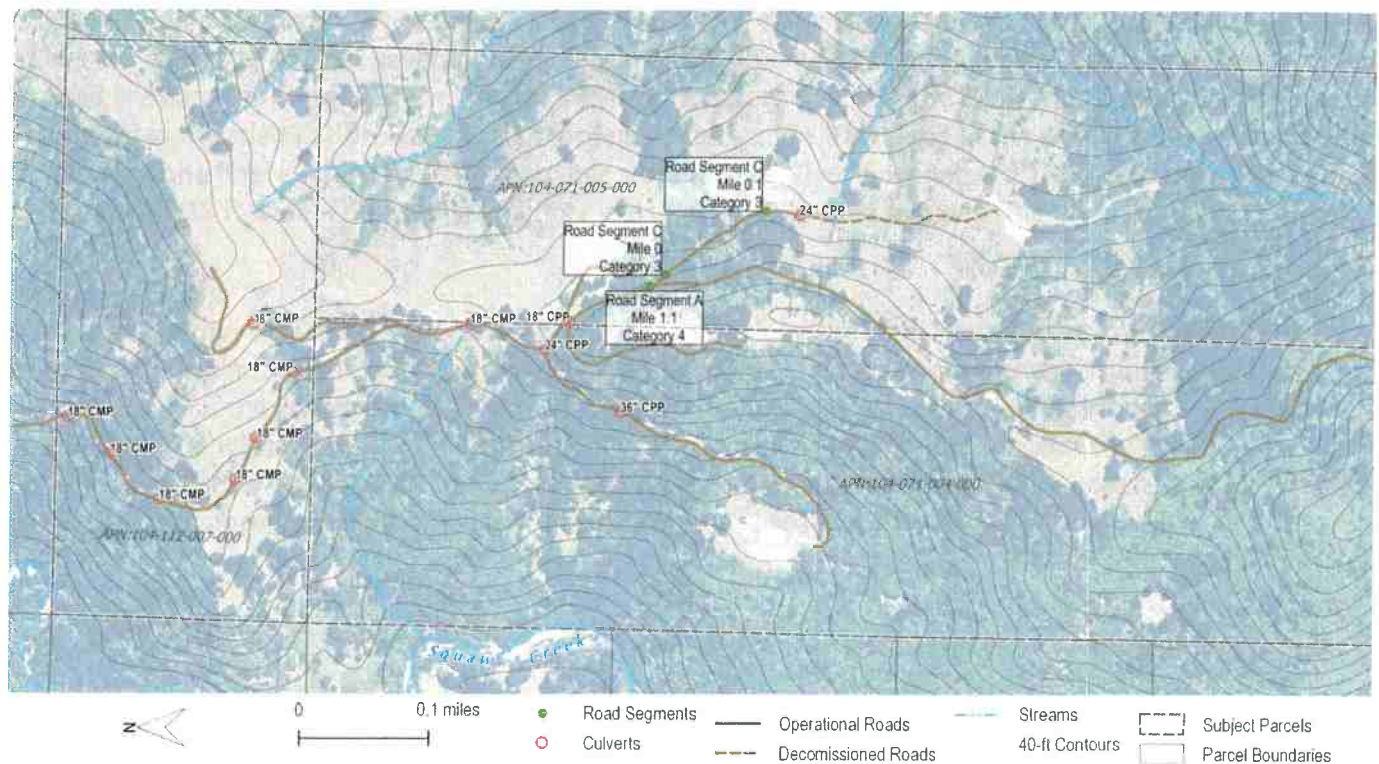 Road Segment C
Mile 0.1
Category 3
APN:104-071-005-000
24" CPP
Road Segment C
Mile 0
Category 3
Road Segment A
Mile 1.1
Category 4
18" CMP
18" CMP
18" CPP
24" CPP
18" CMP
36" CPP
18" CMP
18" CMP
18" CMP
18" CMP
18" CMP
APN:104-071-004-000
APN:104-112-007-000
Squaw Creek
N
0 0.1 miles
Road Segments
Culverts
Operational Roads
Decomissioned Roads
Streams
40-ft Contours
Subject Parcels
Parcel Boundaries